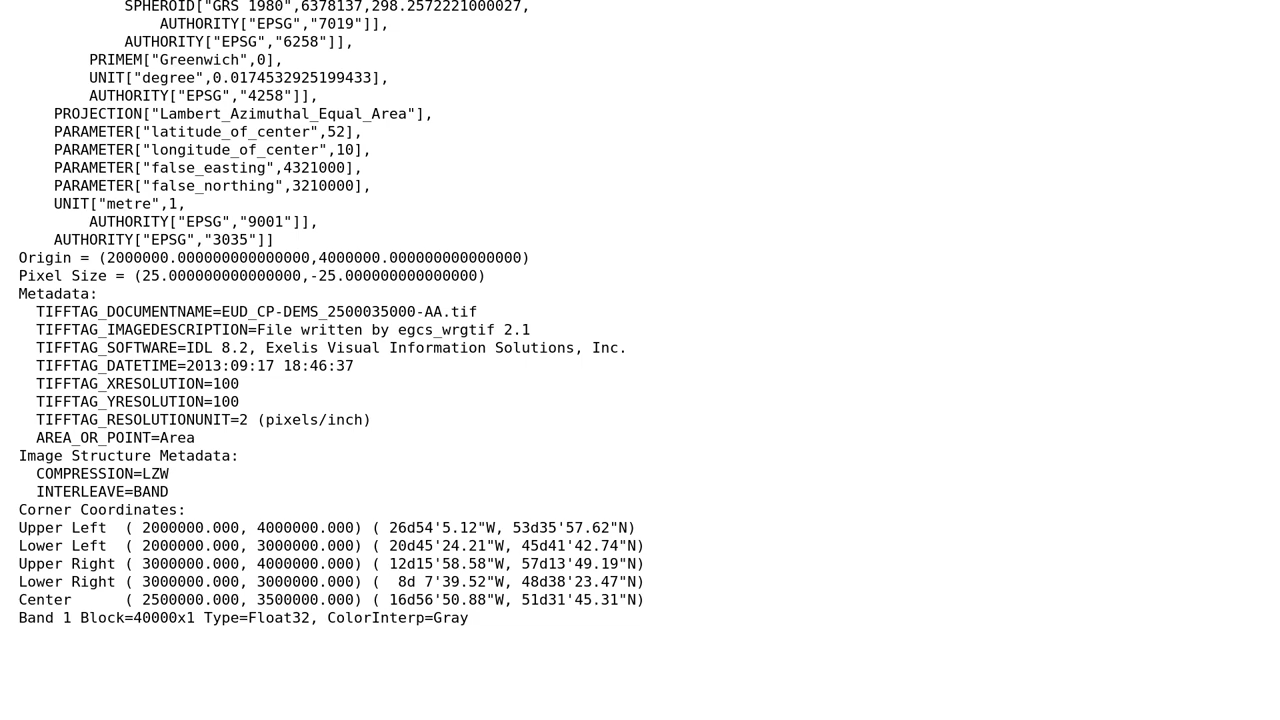 SPHEROID["GRS 1980",6378137,298.2572221000027,
                AUTHORITY["EPSG","7019"]],
            AUTHORITY["EPSG","6258"]],
        PRIMEM["Greenwich",0],
        UNIT["degree",0.0174532925199433],
        AUTHORITY["EPSG","4258"]],
    PROJECTION["Lambert_Azimuthal_Equal_Area"],
    PARAMETER["latitude_of_center",52],
    PARAMETER["longitude_of_center",10],
    PARAMETER["false_easting",4321000],
    PARAMETER["false_northing",3210000],
    UNIT["metre",1,
        AUTHORITY["EPSG","9001"]],
    AUTHORITY["EPSG","3035"]]
Origin = (2000000.000000000000000,4000000.000000000000000)
Pixel Size = (25.000000000000000,-25.000000000000000)
Metadata:
  TIFFTAG_DOCUMENTNAME=EUD_CP-DEMS_2500035000-AA.tif
  TIFFTAG_IMAGEDESCRIPTION=File written by egcs_wrgtif 2.1
  TIFFTAG_SOFTWARE=IDL 8.2, Exelis Visual Information Solutions, Inc.
  TIFFTAG_DATETIME=2013:09:17 18:46:37
  TIFFTAG_XRESOLUTION=100
  TIFFTAG_YRESOLUTION=100
  TIFFTAG_RESOLUTIONUNIT=2 (pixels/inch)
  AREA_OR_POINT=Area
Image Structure Metadata:
  COMPRESSION=LZW
  INTERLEAVE=BAND
Corner Coordinates:
Upper Left  ( 2000000.000, 4000000.000) ( 26d54'5.12"W, 53d35'57.62"N)
Lower Left  ( 2000000.000, 3000000.000) ( 20d45'24.21"W, 45d41'42.74"N)
Upper Right ( 3000000.000, 4000000.000) ( 12d15'58.58"W, 57d13'49.19"N)
Lower Right ( 3000000.000, 3000000.000) (  8d 7'39.52"W, 48d38'23.47"N)
Center      ( 2500000.000, 3500000.000) ( 16d56'50.88"W, 51d31'45.31"N)
Band 1 Block=40000x1 Type=Float32, ColorInterp=Gray